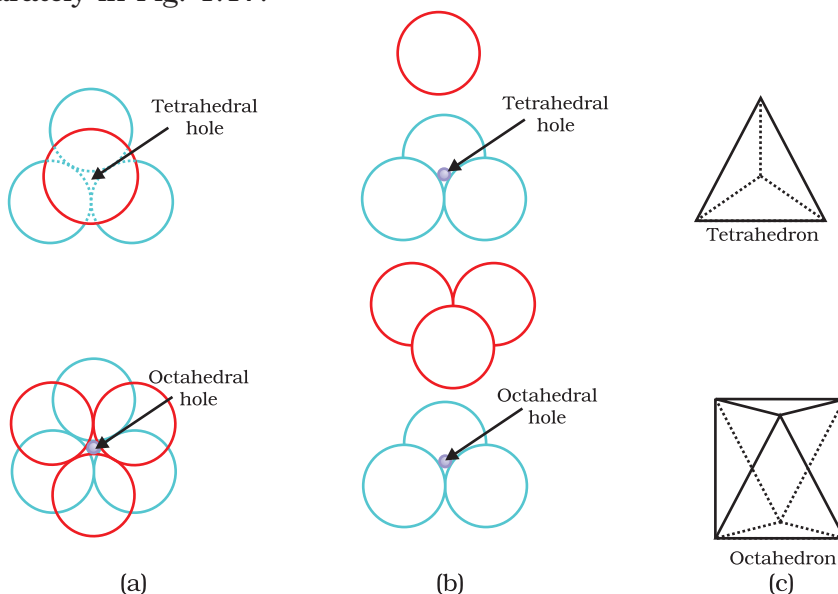 Tetrahedral
hole
Tetrahedral
hole
Tetrahedron
Octahedral
hole
Octahedral
hole
Octahedron
(a)
(b)
(c)